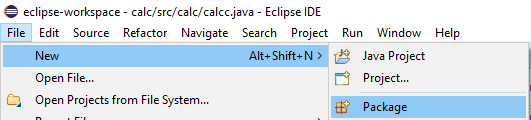 eclipse-workspace - calc/src/calc/calcc.java - Eclipse IDE
File Edit Source Refactor Navigate Search Project Run Window Help
New Alt+Shift+N >
Java Project
Open File...
Project...
Open Projects from File System...
Package